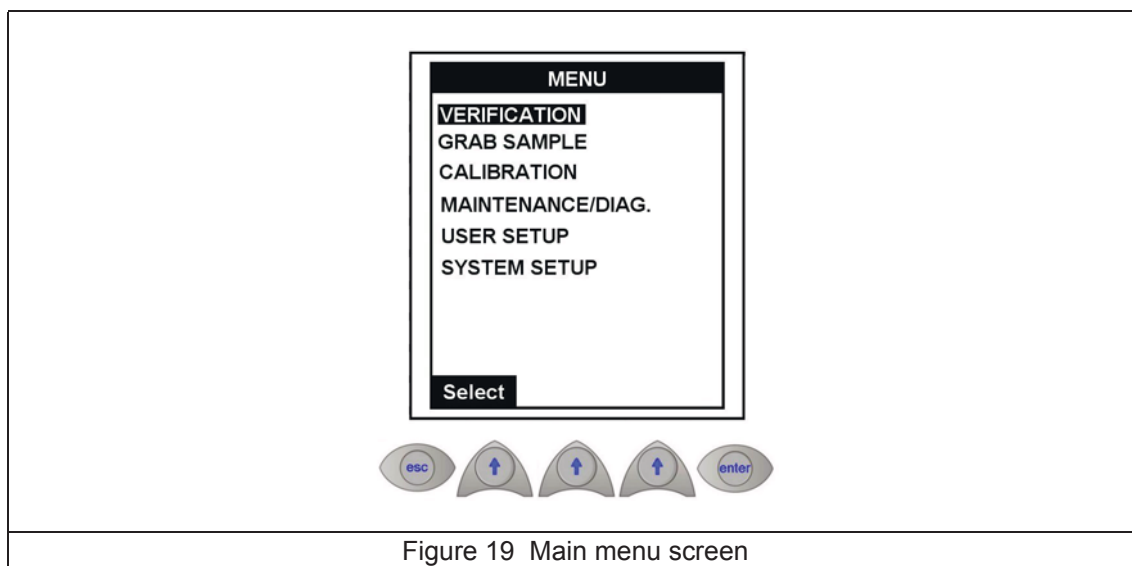 MENU
VERIFICATION
GRAB SAMPLE
CALIBRATION
MAINTENANCE/DIAG.
USER SETUP
SYSTEM SETUP
Select
esc enter
Figure 19 Main menu screen